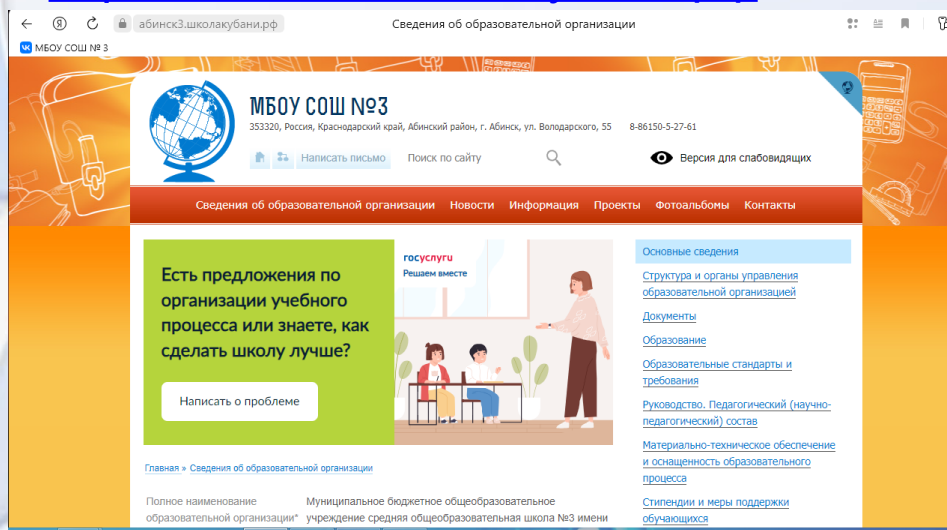 абинск3.школакубани.рф Сведения об образовательной организации
МБОУ СОШ № 3
МБОУ СОШ №3
353320, Россия, Краснодарский край, Абинский район, г. Абинск, ул. Володарского, 55 8-86150-5-27-61
Написать письмо Поиск по сайту Версия для слабовидящих
Сведения об образовательной организации Новости Информация Проекты Фотоальбомы Контакты
Есть предложения по
организации учебного
процесса или знаете, как
сделать школу лучше?
Написать о проблеме
госуслуги
Решаем вместе
Основные сведения
Структура и органы управления
образовательной организацией
Документы
Образование
Образовательные стандарты и
требования
Руководство. Педагогический (научно-
педагогический) состав
Материально-техническое обеспечение
и оснащенность образовательного
процесса
Стипендии и меры поддержки
обучающихся
Главная » Сведения об образовательной организации
Полное наименование Муниципальное бюджетное общеобразовательное
образовательной организации* учреждение средняя общеобразовательная школа №3 имени